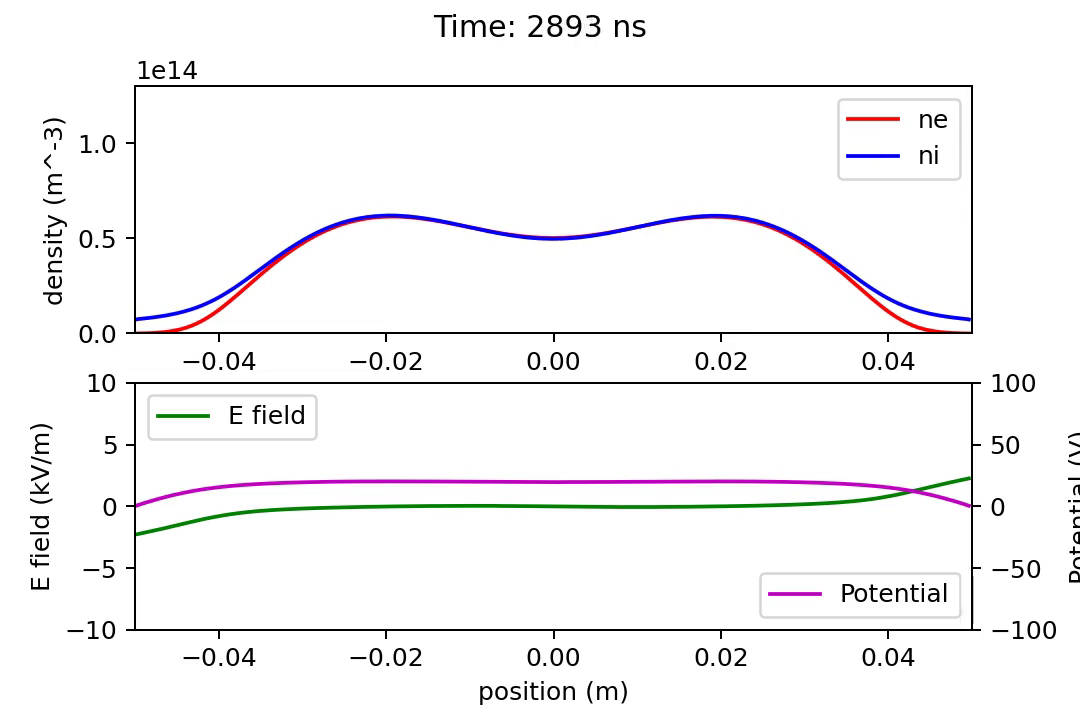 Time: 2893 ns
1e14
density (m^-3)
1.0
0.5
0.0
ne
ni
−0.04 −0.02 0.00 0.02 0.04
E field (kV/m)
10
5
0
−5
−10
E field
Potential
100
50
0
−50
−100
Potential (V)
−0.04 −0.02 0.00 0.02 0.04
position (m)